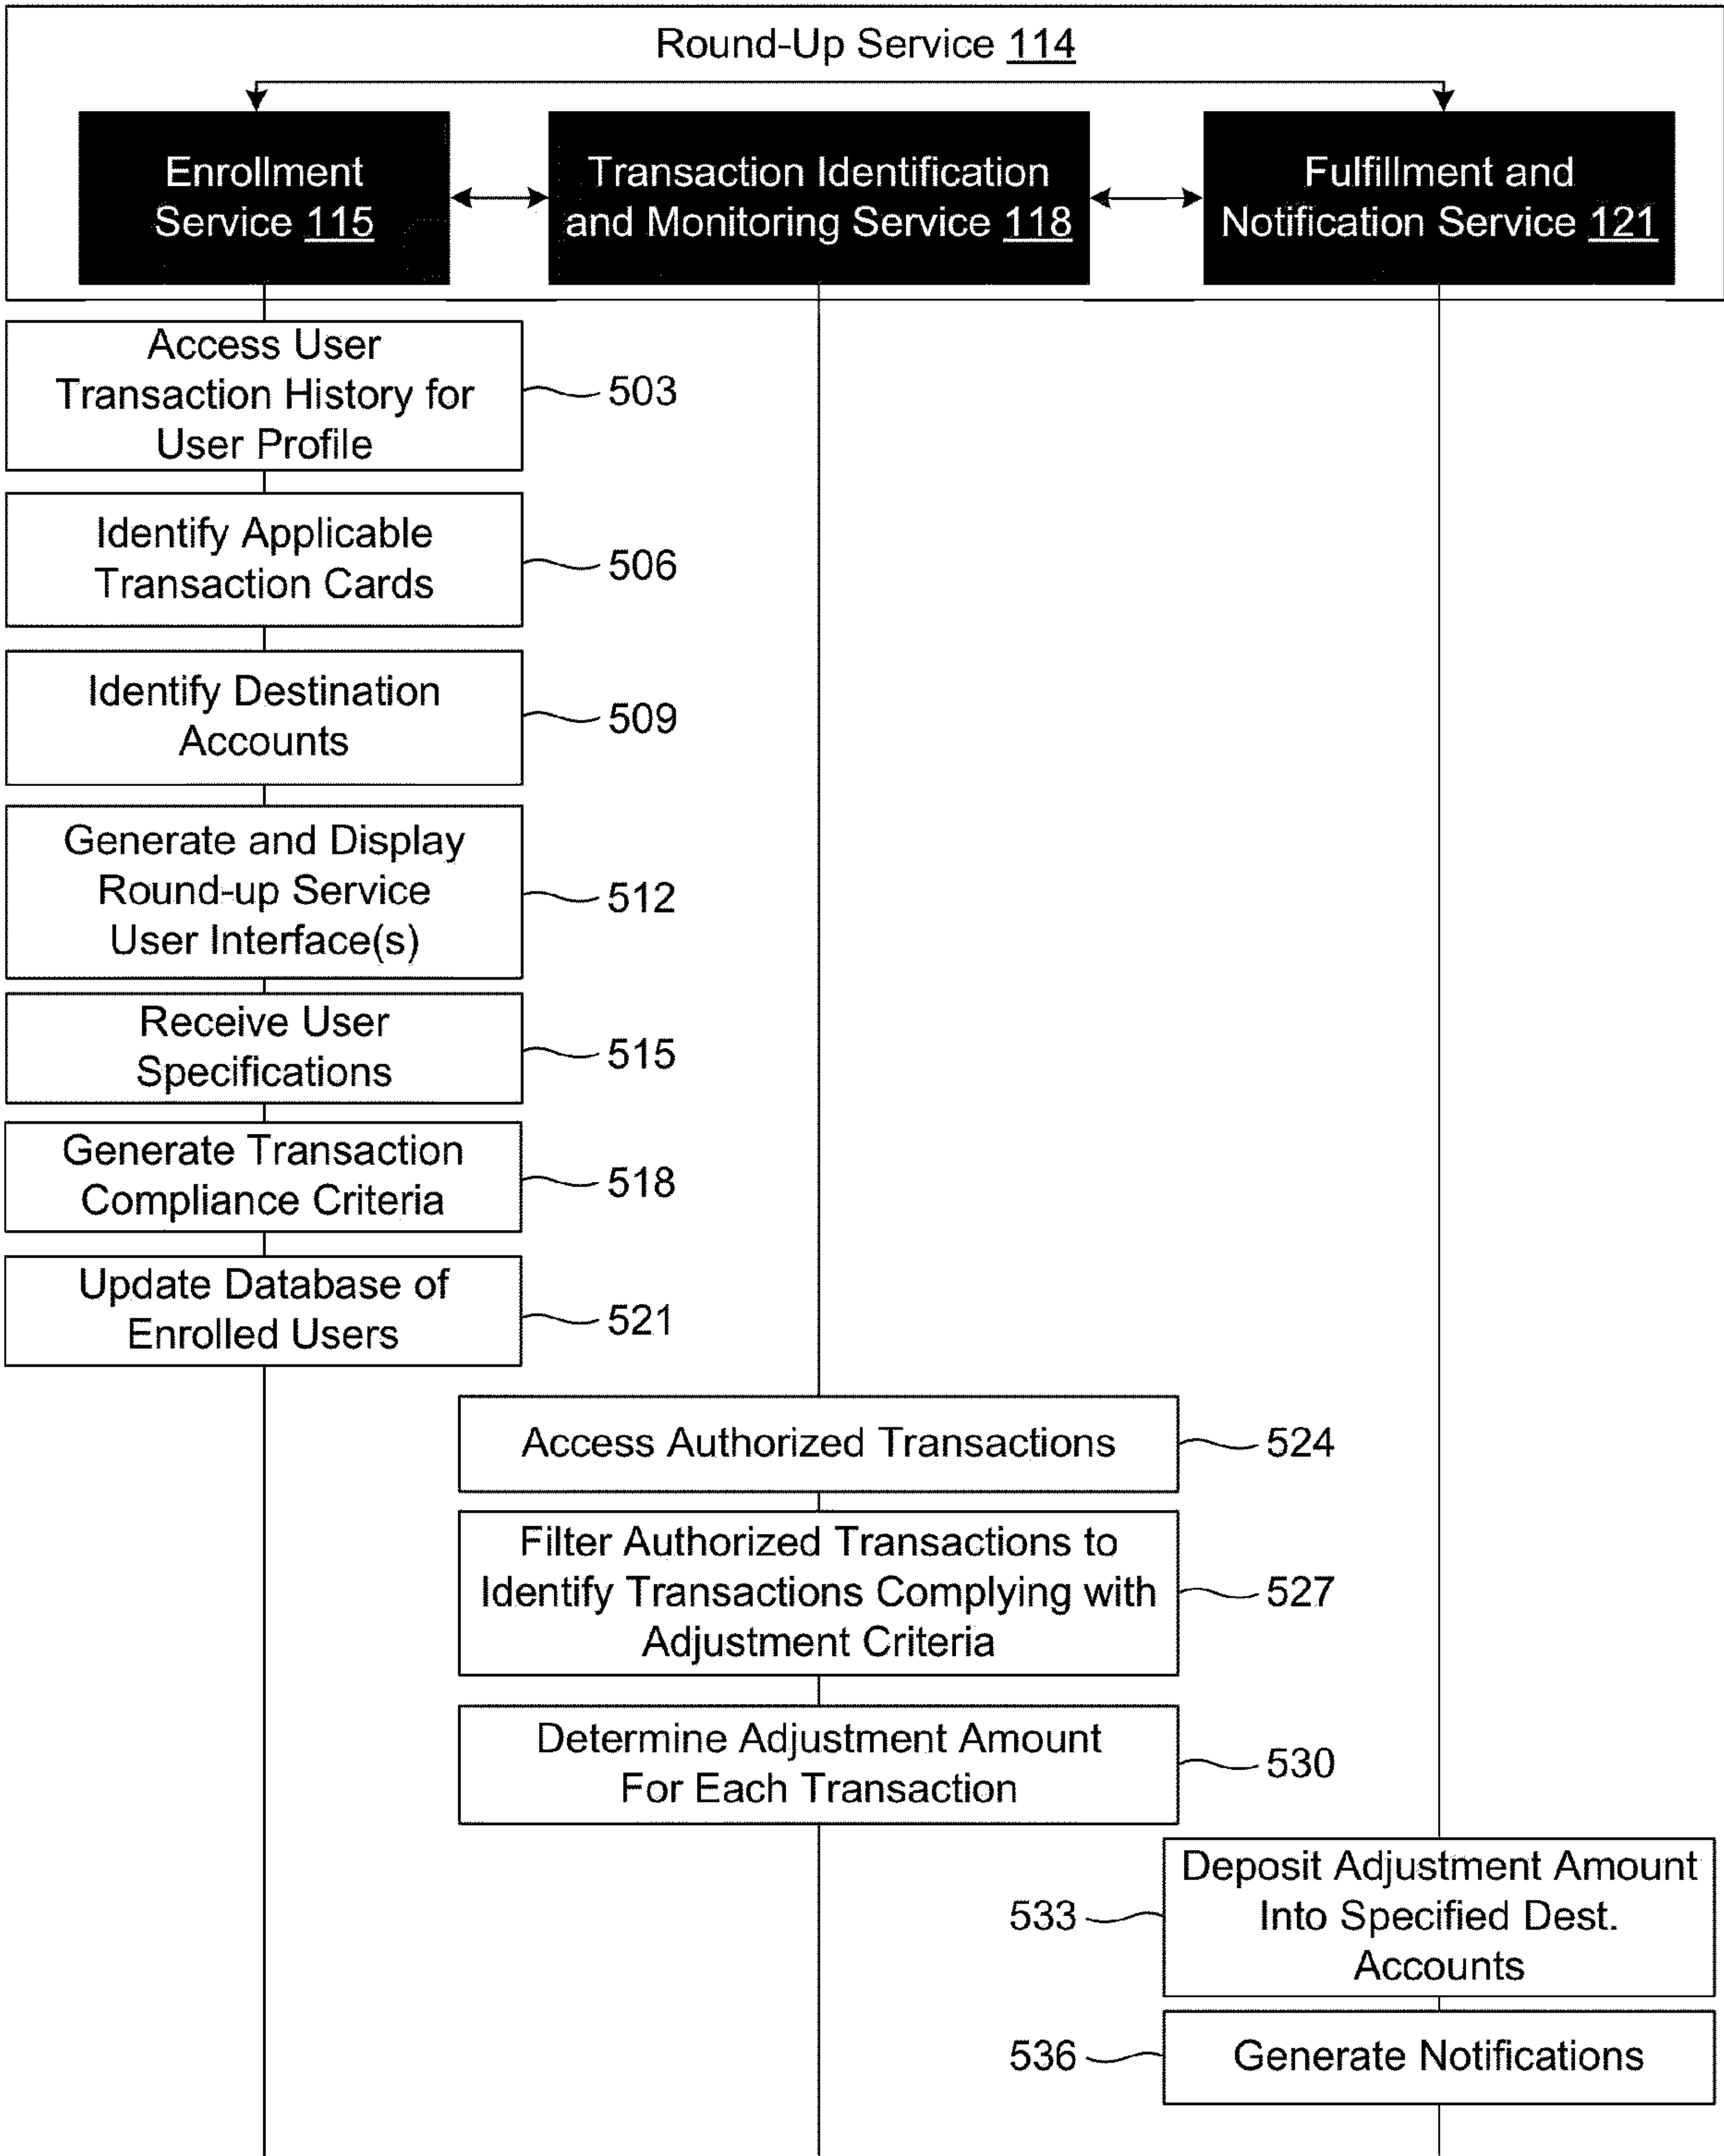 Round-Up Service 114
Enrollment
Service 115
Transaction Identification
and Monitoring Service 118
Fulfillment and
Notification Service 121
Access User
Transaction History for
User Profile
503
Identify Applicable
Transaction Cards
506
Identify Destination
Accounts
509
Generate and Display
Round-up Service
User Interface(s)
512
Receive User
Specifications
515
Generate Transaction
Compliance Criteria
518
Update Database of
Enrolled Users
521
Access Authorized Transactions
524
Filter Authorized Transactions to
Identify Transactions Complying with
Adjustment Criteria
527
Determine Adjustment Amount
For Each Transaction
530
Deposit Adjustment Amount
Into Specified Dest.
Accounts
533
Generate Notifications
536